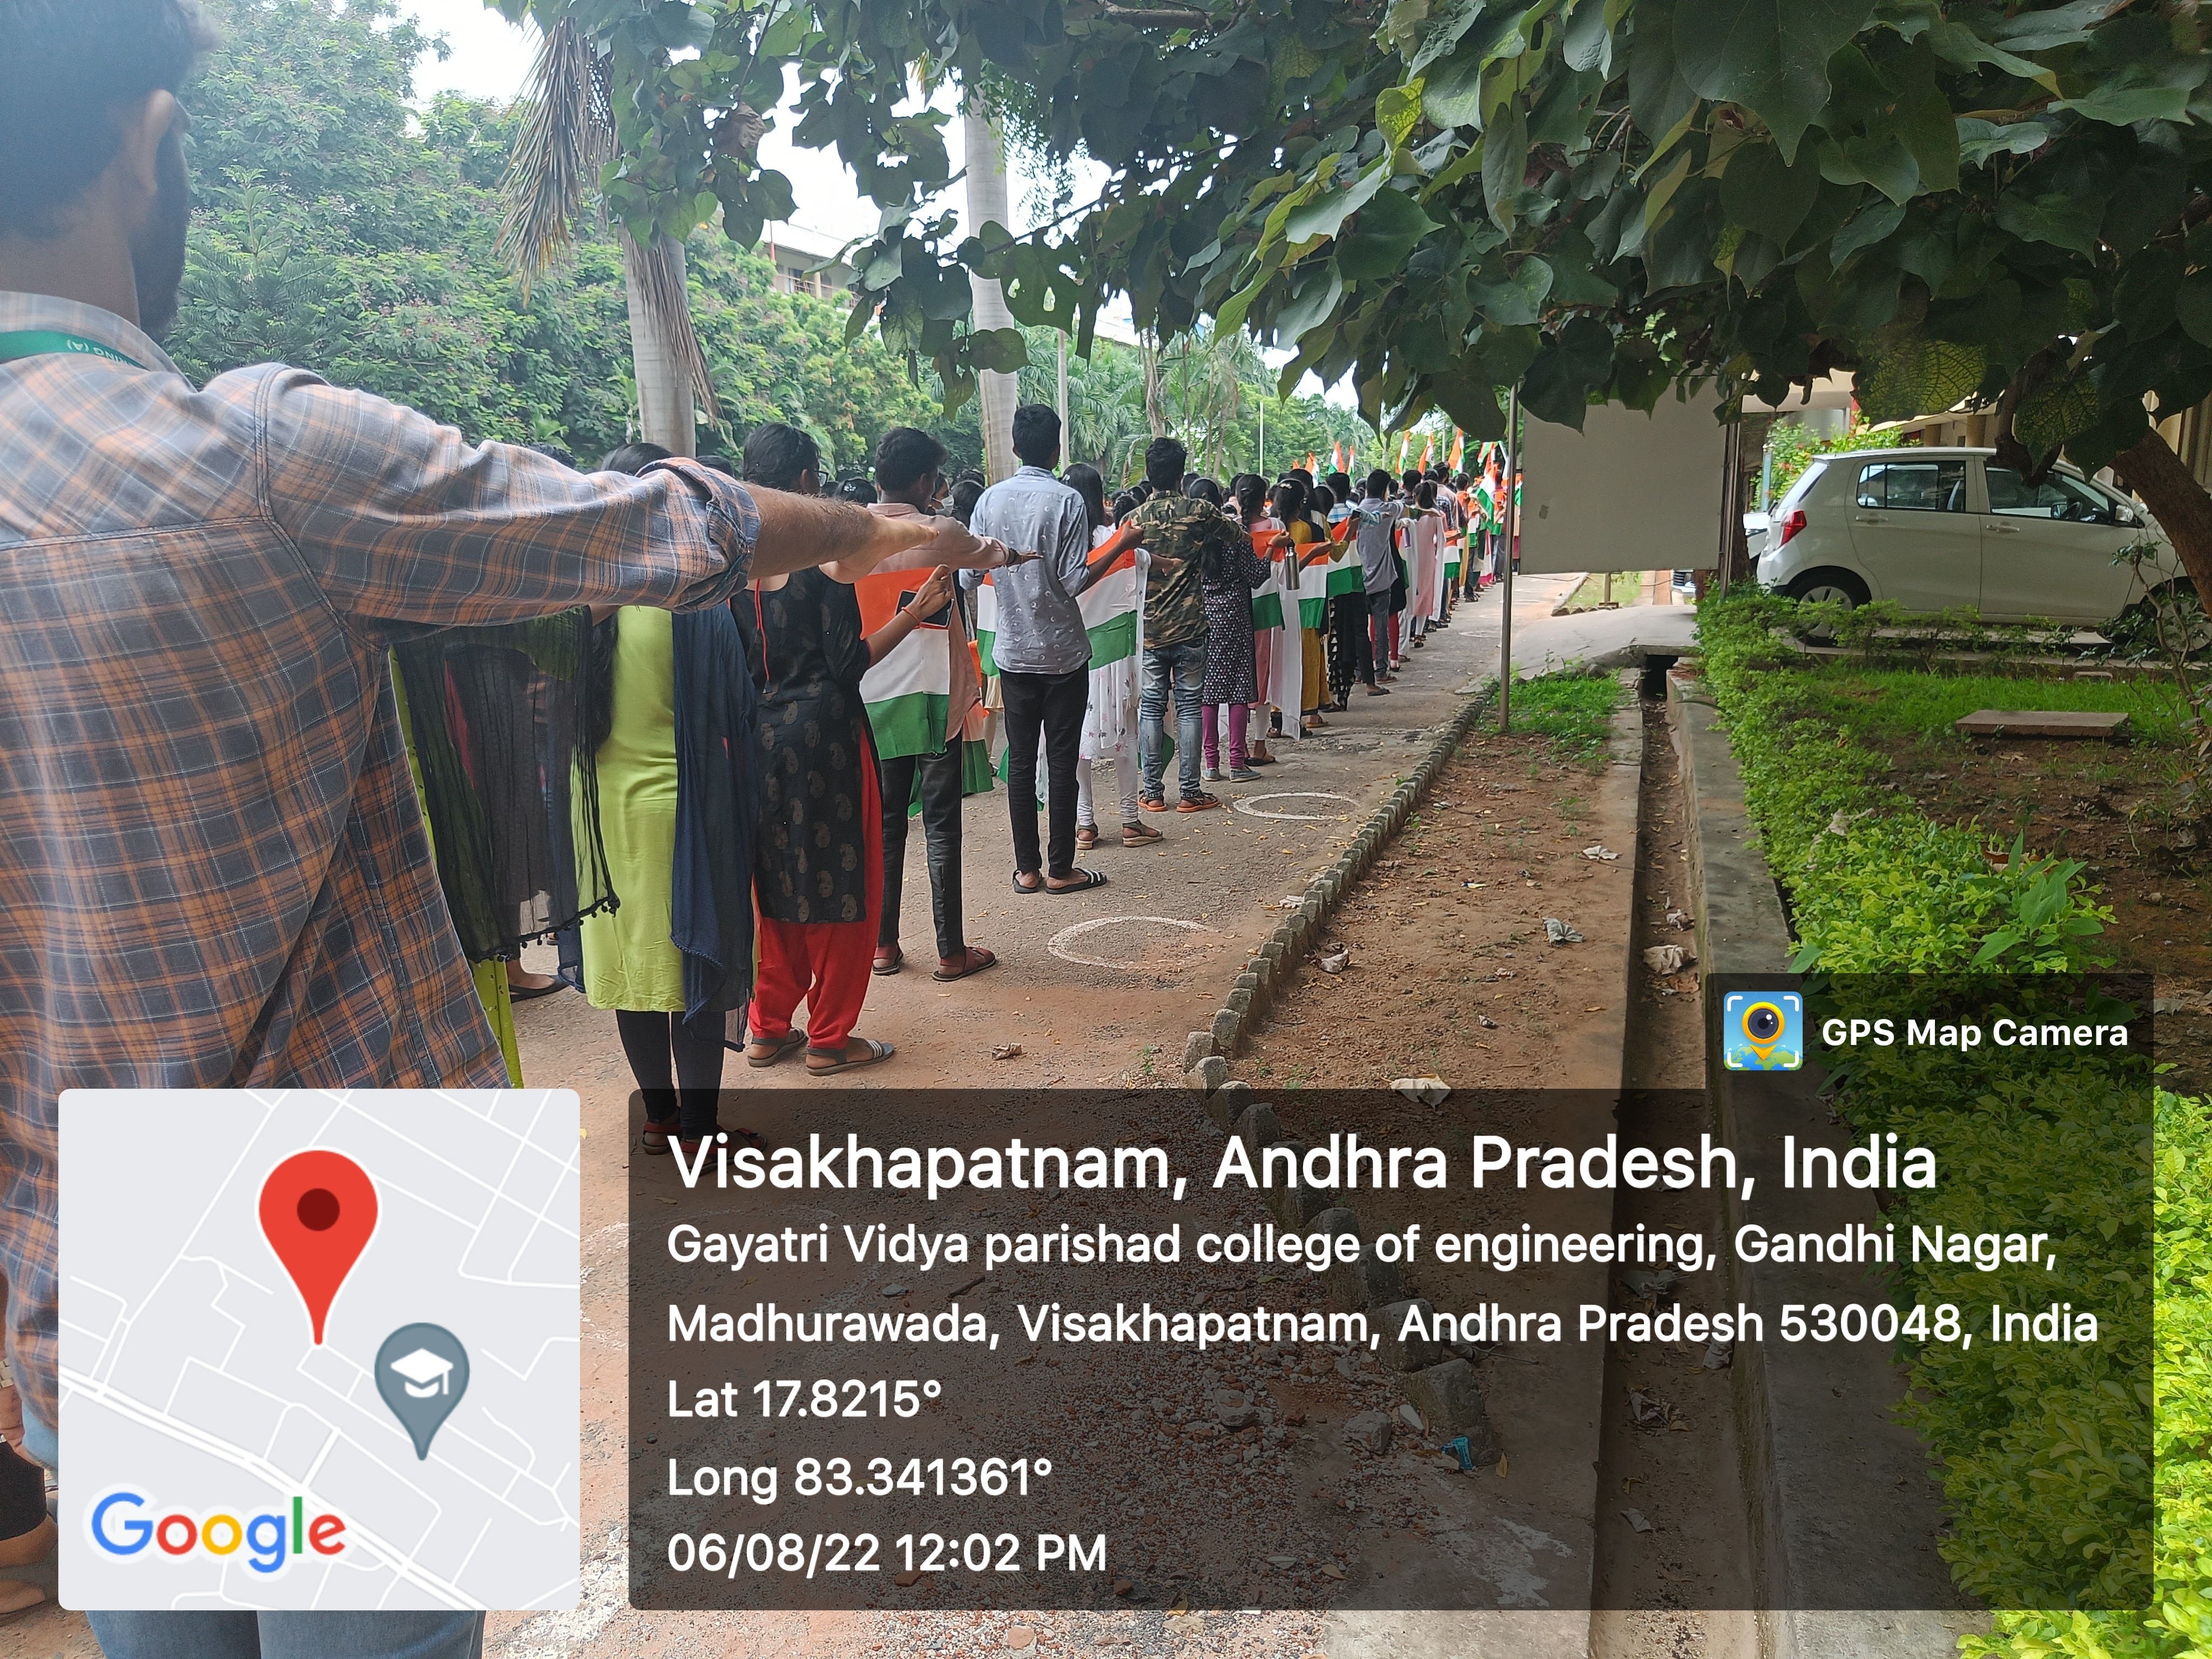 RING (A)
GPS Map Camera
Visakhapatnam, Andhra Pradesh, India
Gayatri Vidya parishad college of engineering, Gandhi Nagar,
Madhurawada, Visakhapatnam, Andhra Pradesh 530048, India
Lat 17.8215°
Long 83.341361°
06/08/22 12:02 PM
Google